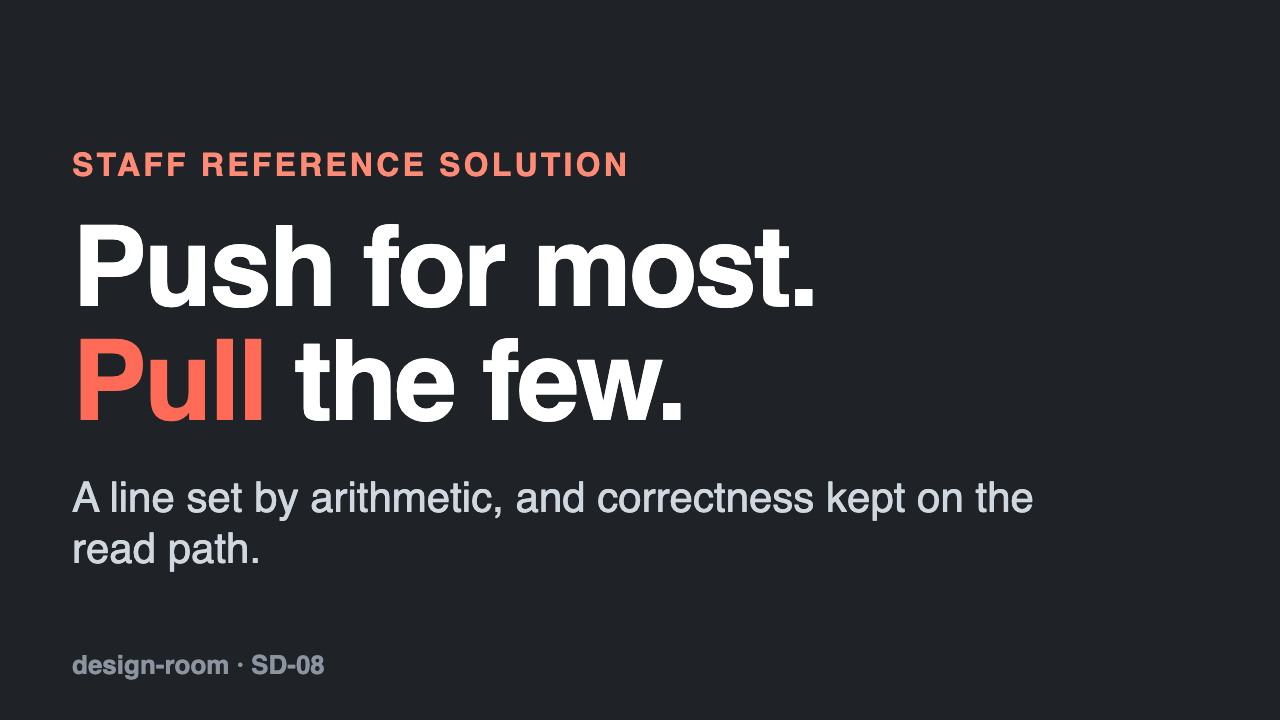 STAFF REFERENCE SOLUTION
Push for most.
Pull the few.
A line set by arithmetic, and correctness kept on the
read path.
design-room · SD-08